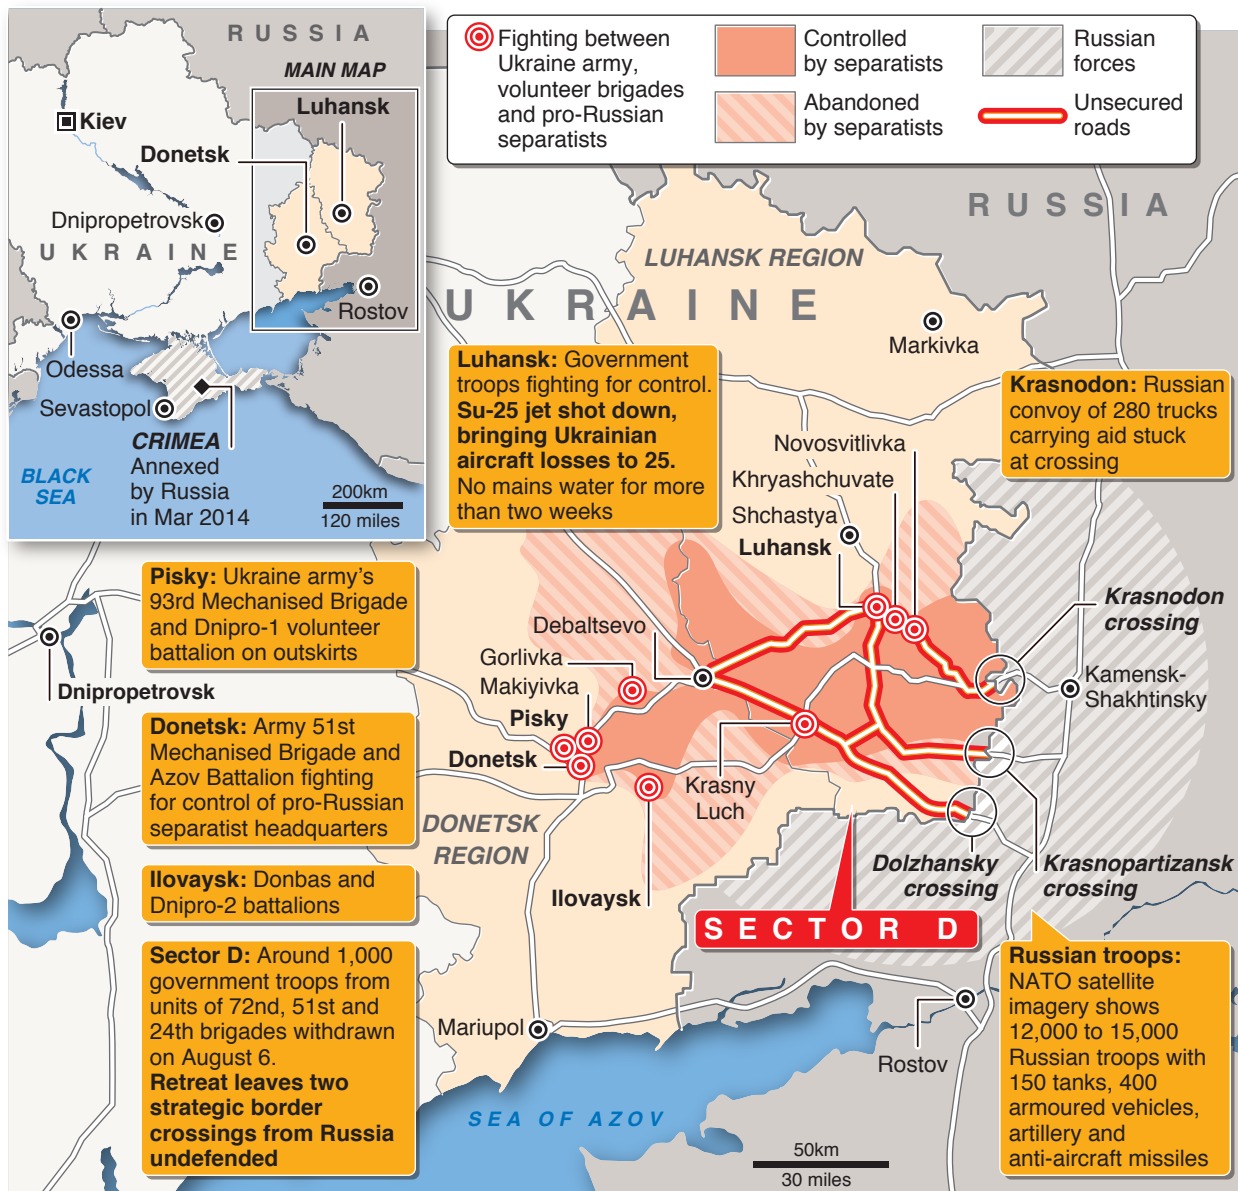 RUSSIA
MAIN MAP
Luhansk
Kiev
Donetsk
Dnipropetrovsk
UKRAINE
Rostov
Odessa
Sevastopol
CRIMEA
Annexed
by Russia
in Mar 2014
BLACK
SEA
200km
120 miles
Fighting between
Ukraine army,
volunteer brigades
and pro-Russian
separatists
Controlled
by separatists
Abandoned
by separatists
Russian
forces
Unsecured
roads
RUSSIA
LUHANSK REGION
UKRAINE
Markivka
Luhansk: Government
troops fighting for control.
Su-25 jet shot down,
bringing Ukrainian
aircraft losses to 25.
No mains water for more
than two weeks
Krasnodon: Russian
convoy of 280 trucks
carrying aid stuck
at crossing
Novosvitlivka
Khryashchuvate
Shchastya
Luhansk
Pisky: Ukraine army's
93rd Mechanised Brigade
and Dnipro-1 volunteer
battalion on outskirts
Krasnodon
crossing
Debaltsevo
Gorlivka
Makiyivka
Pisky
Donetsk
Kamensk-
Shakhtinsky
Dnipropetrovsk
Donetsk: Army 51st
Mechanised Brigade and
Azov Battalion fighting
for control of pro-Russian
separatist headquarters
Krasny
Luch
DONETSK
REGION
Ilovaysk: Donbas and
Dnipro-2 battalions
Ilovaysk
Dolzhansky
crossing
Krasnopartizansk
crossing
SECTOR D
Sector D: Around 1,000
government troops from
units of 72nd, 51st and
24th brigades withdrawn
on August 6.
Retreat leaves two
strategic border
crossings from Russia
undefended
Russian troops:
NATO satellite
imagery shows
12,000 to 15,000
Russian troops with
150 tanks, 400
armoured vehicles,
artillery and
anti-aircraft missiles
Mariupol
Rostov
SEA OF AZOV
50km
30 miles